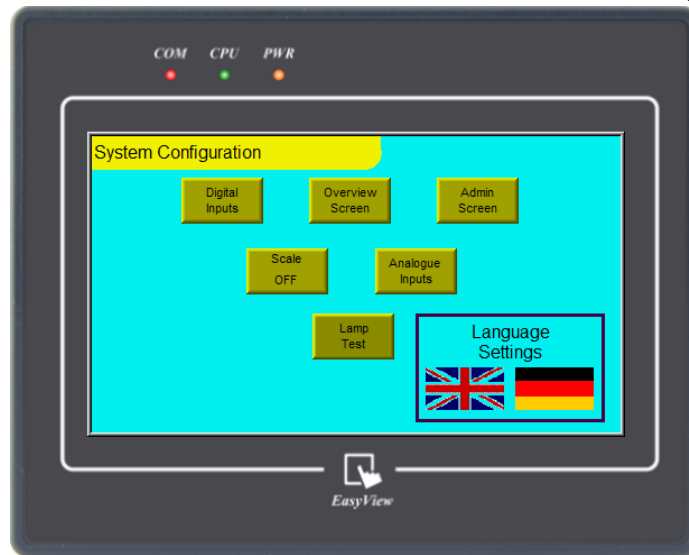 COM CPU PWR
System Configuration
Digital
Inputs
Overview
Screen
Admin
Screen
Scale
OFF
Analogue
Inputs
Lamp
Test
Language
Settings
EasyView